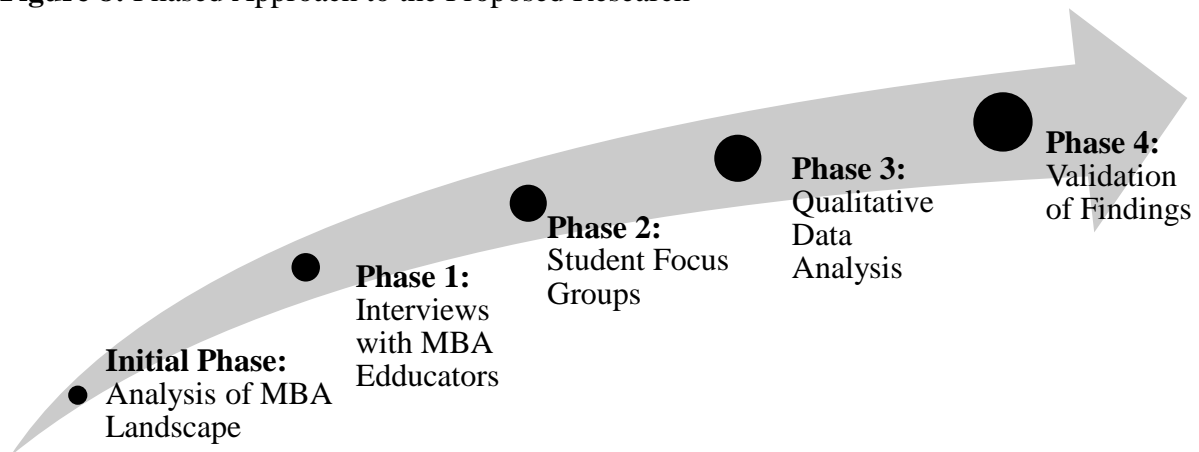 Figure 8: Phased Approach to the Proposed Research
Initial Phase:
Analysis of MBA
Landscape
Phase 1:
Interviews
with MBA
Edducators
Phase 2:
Student Focus
Groups
Phase 3:
Qualitative
Data
Analysis
Phase 4:
Validation
of Findings